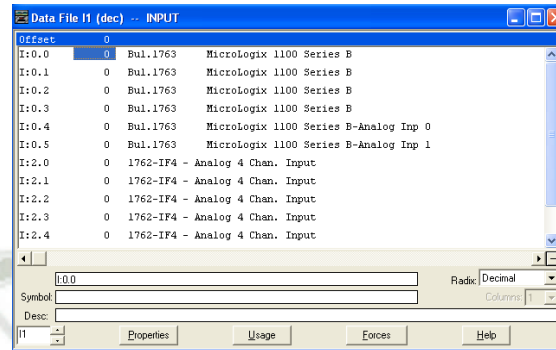 Data File I1 (dec) -- INPUT
Offset 0
I:0.0 0 Bul.1763 MicroLogix 1100 Series B
I:0.1 0 Bul.1763 MicroLogix 1100 Series B
I:0.2 0 Bul.1763 MicroLogix 1100 Series B
I:0.3 0 Bul.1763 MicroLogix 1100 Series B
I:0.4 0 Bul.1763 MicroLogix 1100 Series B-Analog Inp 0
I:0.5 0 Bul.1763 MicroLogix 1100 Series B-Analog Inp 1
I:2.0 0 1762-IF4 - Analog 4 Chan. Input
I:2.1 0 1762-IF4 - Analog 4 Chan. Input
I:2.2 0 1762-IF4 - Analog 4 Chan. Input
I:2.3 0 1762-IF4 - Analog 4 Chan. Input
I:2.4 0 1762-IF4 - Analog 4 Chan. Input
I:0.0 Radix: Decimal
Symbol: Columns: 1
Desc:
I1 Properties Usage Forces Help